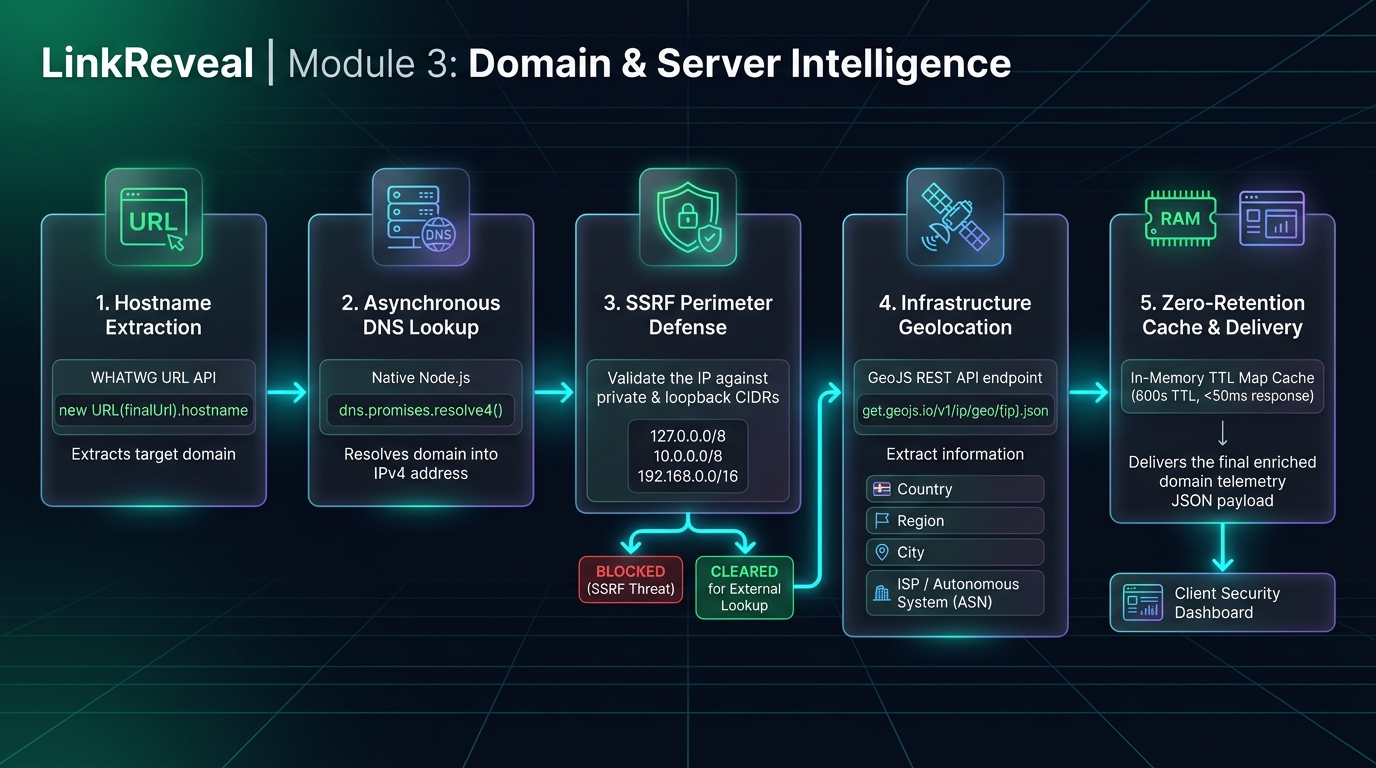 LinkReveal | Module 3: Domain & Server Intelligence
URL
1. Hostname
Extraction
WHATWG URL API
new URL(finalUrl).hostname
Extracts target domain
DNS
2. Asynchronous
DNS Lookup
Native Node.js
dns.promises.resolve4()
Resolves domain into
IPv4 address
3. SSRF Perimeter
Defense
Validate the IP against
private & loopback CIDRs
127.0.0.0/8
10.0.0.0/8
192.168.0.0/16
BLOCKED
(SSRF Threat)
CLEARED
for External
Lookup
4. Infrastructure
Geolocation
GeoJS REST API endpoint
get.geojs.io/v1/ip/geo/{ip}.json
Extract information
Country
Region
City
ISP / Autonomous
System (ASN)
RAM
5. Zero-Retention
Cache & Delivery
In-Memory TTL Map Cache
(600s TTL, <50ms response)
Delivers the final enriched
domain telemetry
JSON payload
Client Security
Dashboard